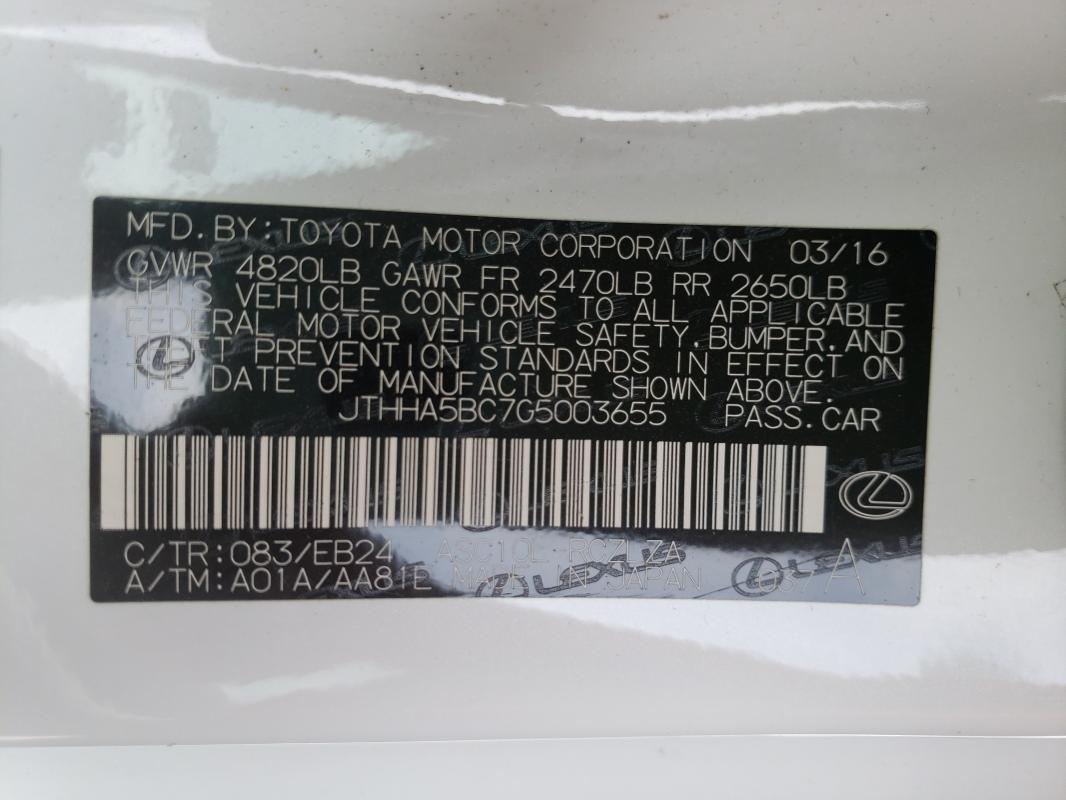 MFD.BY:TOYOTA MOTOR CORPORATION 03/16
GVWR 4820LB GAWR FR 2470LB RR 2650LB
THIS VEHICLE CONFORMS TO ALL APPLICABLE
FEDERAL MOTOR VEHICLE SAFETY,BUMPER,AND
THEFT PREVENTION STANDARDS IN EFFECT ON
THE DATE OF MANUFACTURE SHOWN ABOVE.
JTHHA5BC7G5003655 PASS.CAR
C/TR:083/EB24 ASC10L-RCZLZA
A/TM:A01A/AA81E MADE IN JAPAN A
LEXUS